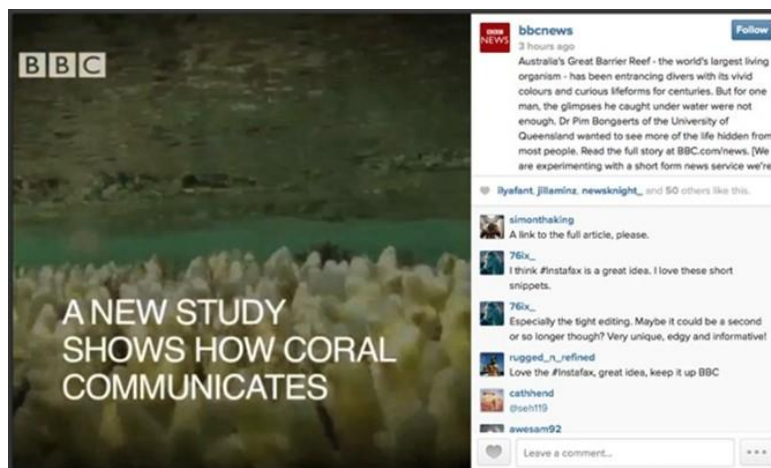 BBC
A NEW STUDY
SHOWS HOW CORAL
COMMUNICATES
BBC
NEWS
bbcnews
Follow
3 hours ago
Australia's Great Barrier Reef - the world's largest living
organism - has been entrancing divers with its vivid
colours and curious lifeforms for centuries. But for one
man, the glimpses he caught under water were not
enough. Dr Pim Bongaerts of the University of
Queensland wanted to see more of the life hidden from
most people. Read the full story at BBC.com/news. [We
are experimenting with a short form news service we're
ilyafant, jillaminz, newsknight_ and 50 others like this.
simonthaking
A link to the full article, please.
76ix_
I think #Instafax is a great idea. I love these short
snippets.
76ix_
Especially the tight editing. Maybe it could be a second
or so longer though? Very unique, edgy and informative!
rugged_n_refined
Love the #Instafax, great idea, keep it up BBC
cathhend
@seh119
awesam92
Leave a comment...